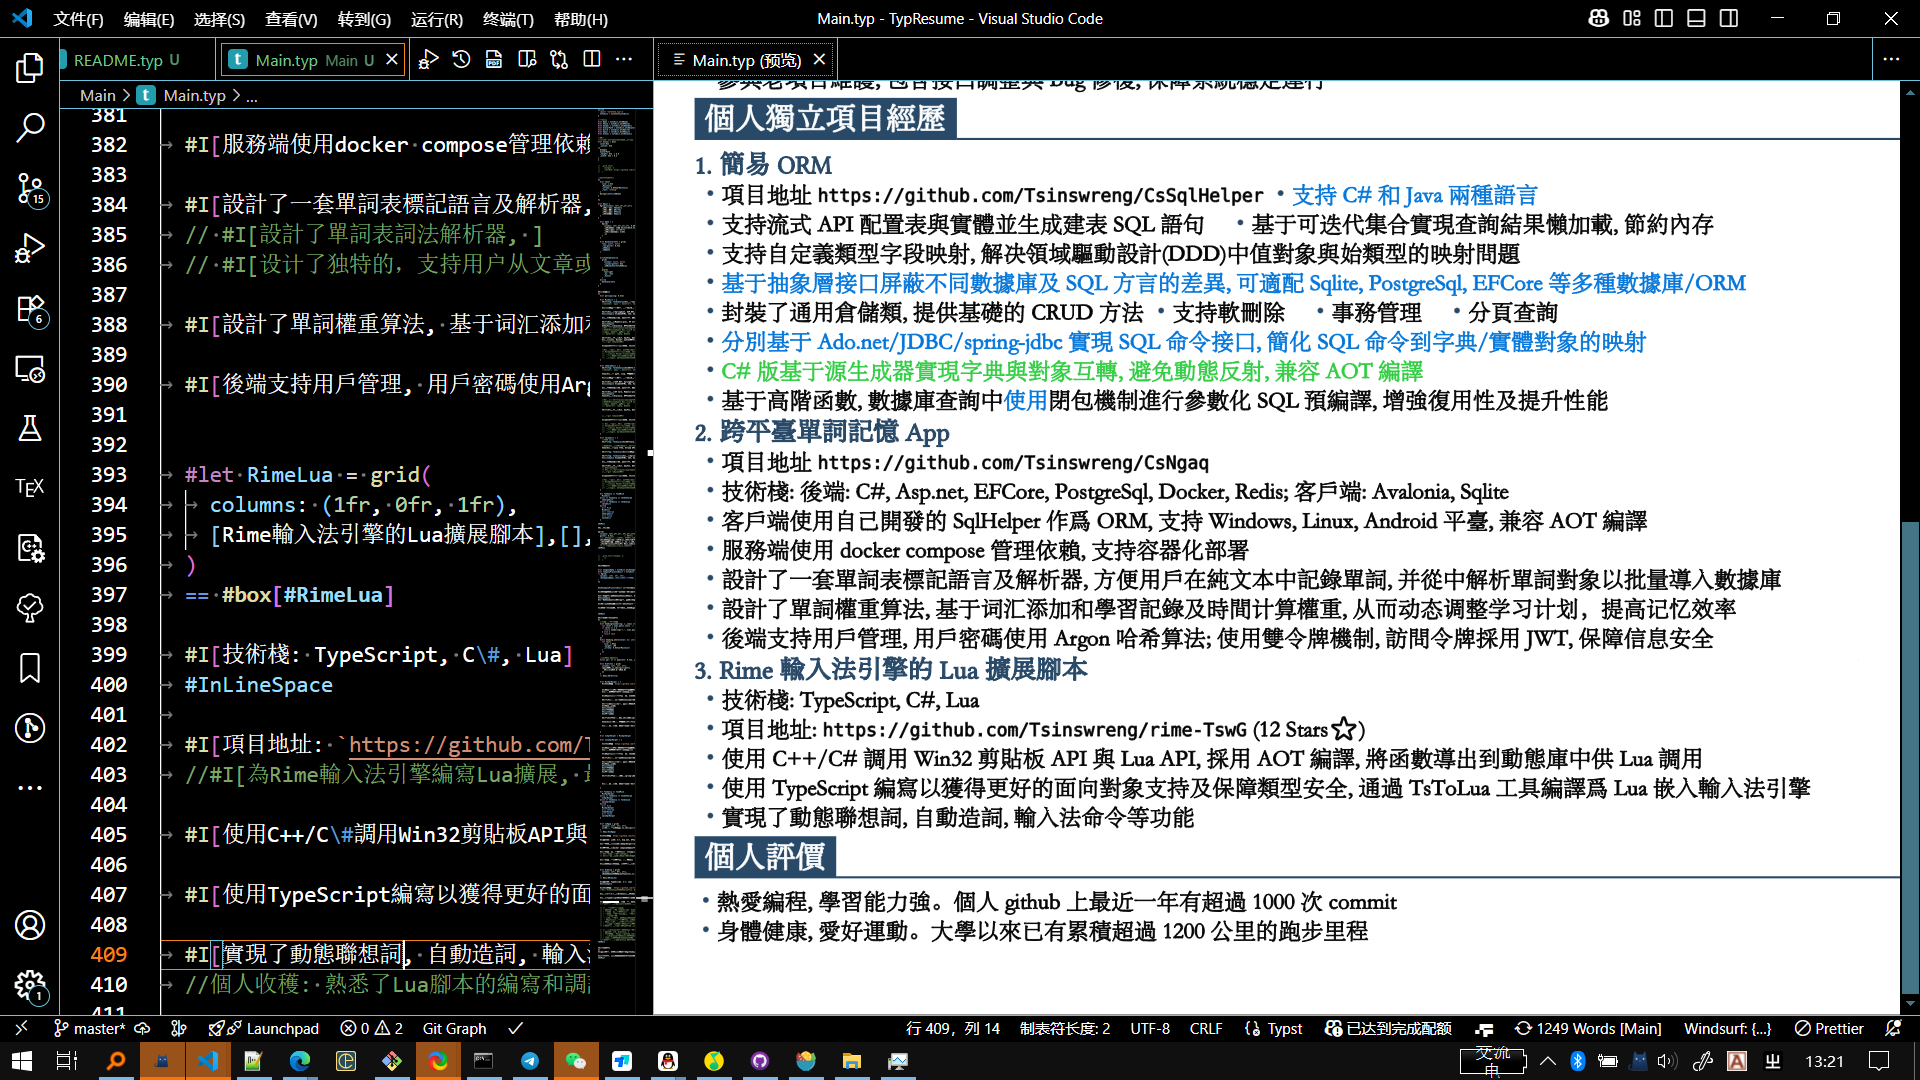 文件(F) 编辑(E) 选择(S) 查看(V) 转到(G) 运行(R) 终端(T) 帮助(H)
Main.typ - TypResume - Visual Studio Code
README.typ U
Main.typ Main U
Main.typ (预览)
Main > Main.typ > ...
381
382 #I[服務端使用docker compose管理依賴
383
384 #I[設計了一套單詞表標記語言及解析器,
385 // #I[設計了單詞表詞法解析器, ]
386 // #I[设计了独特的，支持用户从文章或
387
388 #I[設計了單詞權重算法, 基于词汇添加和
389
390 #I[後端支持用戶管理, 用戶密碼使用Arg
391
392
393 #let RimeLua = grid(
394 columns: (1fr, 0fr, 1fr),
395 [Rime輸入法引擎的Lua擴展腳本],[],
396 )
397 == #box[#RimeLua]
398
399 #I[技術棧: TypeScript, C\#, Lua]
400 #InLineSpace
401
402 #I[項目地址: `https://github.com/T
403 //#I[為Rime輸入法引擎編寫Lua擴展,
404
405 #I[使用C++/C\#調用Win32剪貼板API與
406
407 #I[使用TypeScript編寫以獲得更好的面
408
409 #I[實現了動態聯想詞, 自動造詞, 輸入
410 //個人收穫: 熟悉了Lua腳本的編寫和調
411
參與老項目維護, 包含接口調整與 Bug 修復, 保障系統穩定運行
個人獨立項目經歷
1. 簡易 ORM
• 項目地址 https://github.com/Tsinswreng/CsSqlHelper • 支持 C# 和 Java 兩種語言
• 支持流式 API 配置表與實體並生成建表 SQL 語句 • 基于可迭代集合實現查詢結果懶加載, 節約內存
• 支持自定義類型字段映射, 解决領域驅動設計(DDD)中值對象與始類型的映射問題
• 基于抽象層接口屏蔽不同數據庫及 SQL 方言的差異, 可適配 Sqlite, PostgreSql, EFCore 等多種數據庫/ORM
• 封裝了通用倉儲類, 提供基礎的 CRUD 方法 • 支持軟刪除 • 事務管理 • 分頁查詢
• 分別基于 Ado.net/JDBC/spring-jdbc 實現 SQL 命令接口, 簡化 SQL 命令到字典/實體對象的映射
• C# 版基于源生成器實現字典與對象互轉, 避免動態反射, 兼容 AOT 編譯
• 基于高階函數, 數據庫查詢中使用閉包機制進行參數化 SQL 預編譯, 增強復用性及提升性能
2. 跨平臺單詞記憶 App
• 項目地址 https://github.com/Tsinswreng/CsNgaq
• 技術棧: 後端: C#, Asp.net, EFCore, PostgreSql, Docker, Redis; 客戶端: Avalonia, Sqlite
• 客戶端使用自己開發的 SqlHelper 作爲 ORM, 支持 Windows, Linux, Android 平臺, 兼容 AOT 編譯
• 服務端使用 docker compose 管理依賴, 支持容器化部署
• 設計了一套單詞表標記語言及解析器, 方便用戶在純文本中記錄單詞, 并從中解析單詞對象以批量導入數據庫
• 設計了單詞權重算法, 基于词汇添加和學習記錄及時間计算權重, 从而动态调整学习计划，提高记忆效率
• 後端支持用戶管理, 用戶密碼使用 Argon 哈希算法; 使用雙令牌機制, 訪問令牌採用 JWT, 保障信息安全
3. Rime 輸入法引擎的 Lua 擴展腳本
• 技術棧: TypeScript, C#, Lua
• 項目地址: https://github.com/Tsinswreng/rime-TswG (12 Stars☆)
• 使用 C++/C# 調用 Win32 剪貼板 API 與 Lua API, 採用 AOT 編譯, 將函數導出到動態庫中供 Lua 調用
• 使用 TypeScript 編寫以獲得更好的面向對象支持及保障類型安全, 通過 TsToLua 工具編譯爲 Lua 嵌入輸入法引擎
• 實現了動態聯想詞, 自動造詞, 輸入法命令等功能
個人評價
• 熱愛編程, 學習能力強。個人 github 上最近一年有超過 1000 次 commit
• 身體健康, 愛好運動。大學以來已有累積超過 1200 公里的跑步里程
15
6
TEX
1
master* Launchpad 0 2 Git Graph 行 409，列 14 制表符长度: 2 UTF-8 CRLF Typst 已达到完成配额 1249 Words [Main] Windsurf: {...} Prettier
交流电 13:21